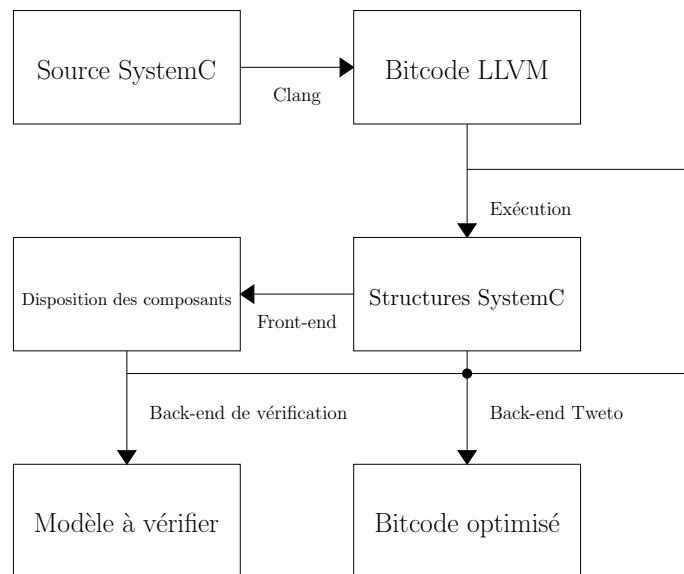 Source SystemC
Bitcode LLVM
Clang
Exécution
Disposition des composants
Structures SystemC
Front-end
Back-end de vérification
Back-end Tweto
Modèle à vérifier
Bitcode optimisé